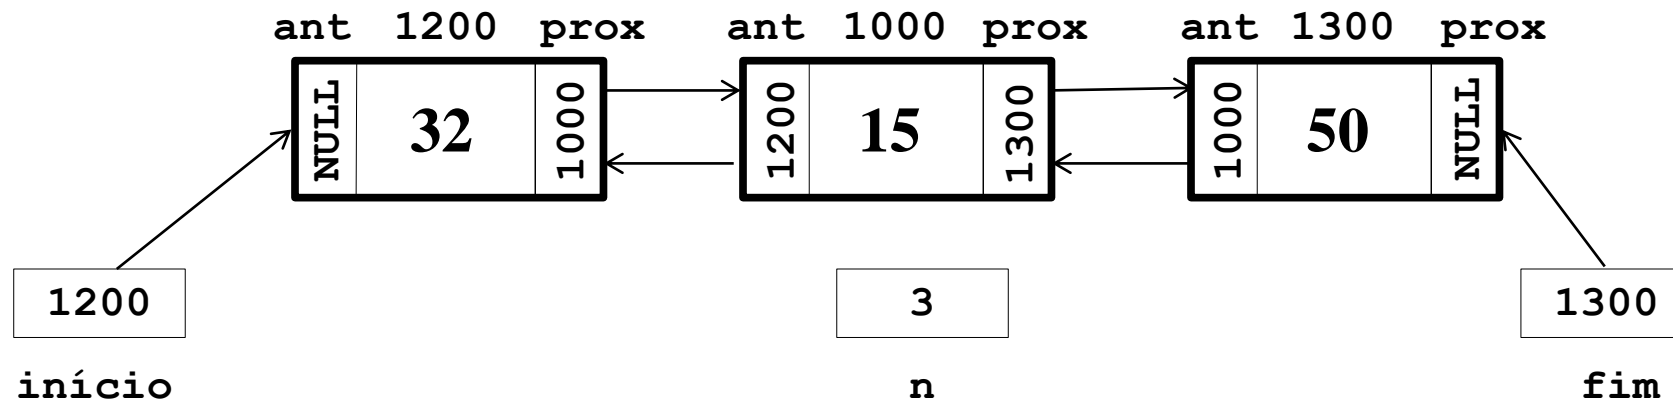 ant 1200 prox ant 1000 prox ant 1300 prox
NULL 32 1000 1200 15 1300 1000 50 NULL
1200 3 1300
início n fim